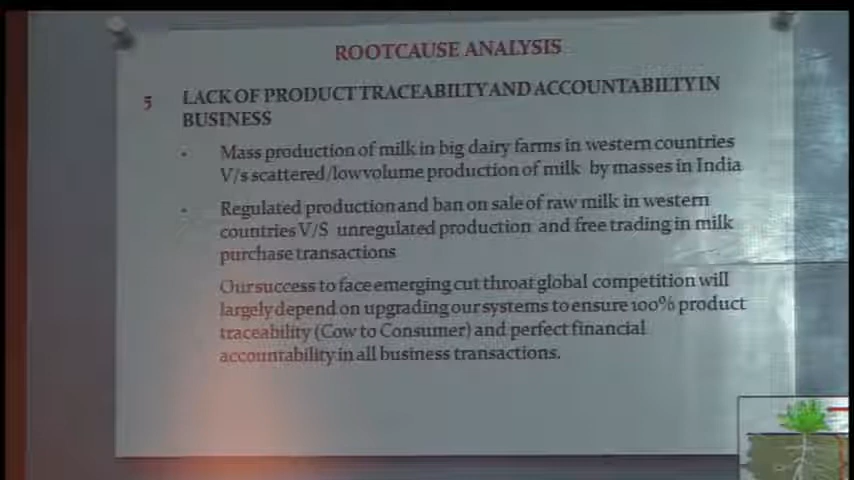 ROOTCAUSE ANALYSIS
5 LACK OF PRODUCT TRACEABILTY AND ACCOUNTABILTY IN
BUSINESS
• Mass production of milk in big dairy farms in western countries
V/s scattered/low volume production of milk by masses in India
• Regulated production and ban on sale of raw milk in western
countries V/S unregulated production and free trading in milk
purchase transactions
Our success to face emerging cut throat global competition will
largely depend on upgrading our systems to ensure 100% product
traceability (Cow to Consumer) and perfect financial
accountability in all business transactions.